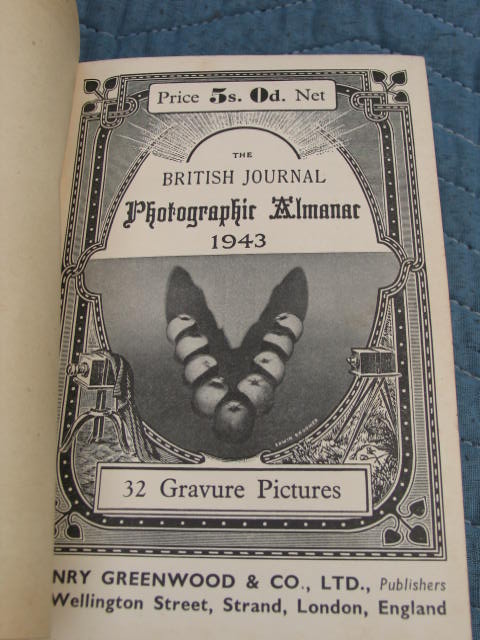 Price 5s. 0d. Net
THE
BRITISH JOURNAL
Photographic Almanac
1943
32 Gravure Pictures
NRY GREENWOOD & CO., LTD., Publishers
Wellington Street, Strand, London, England